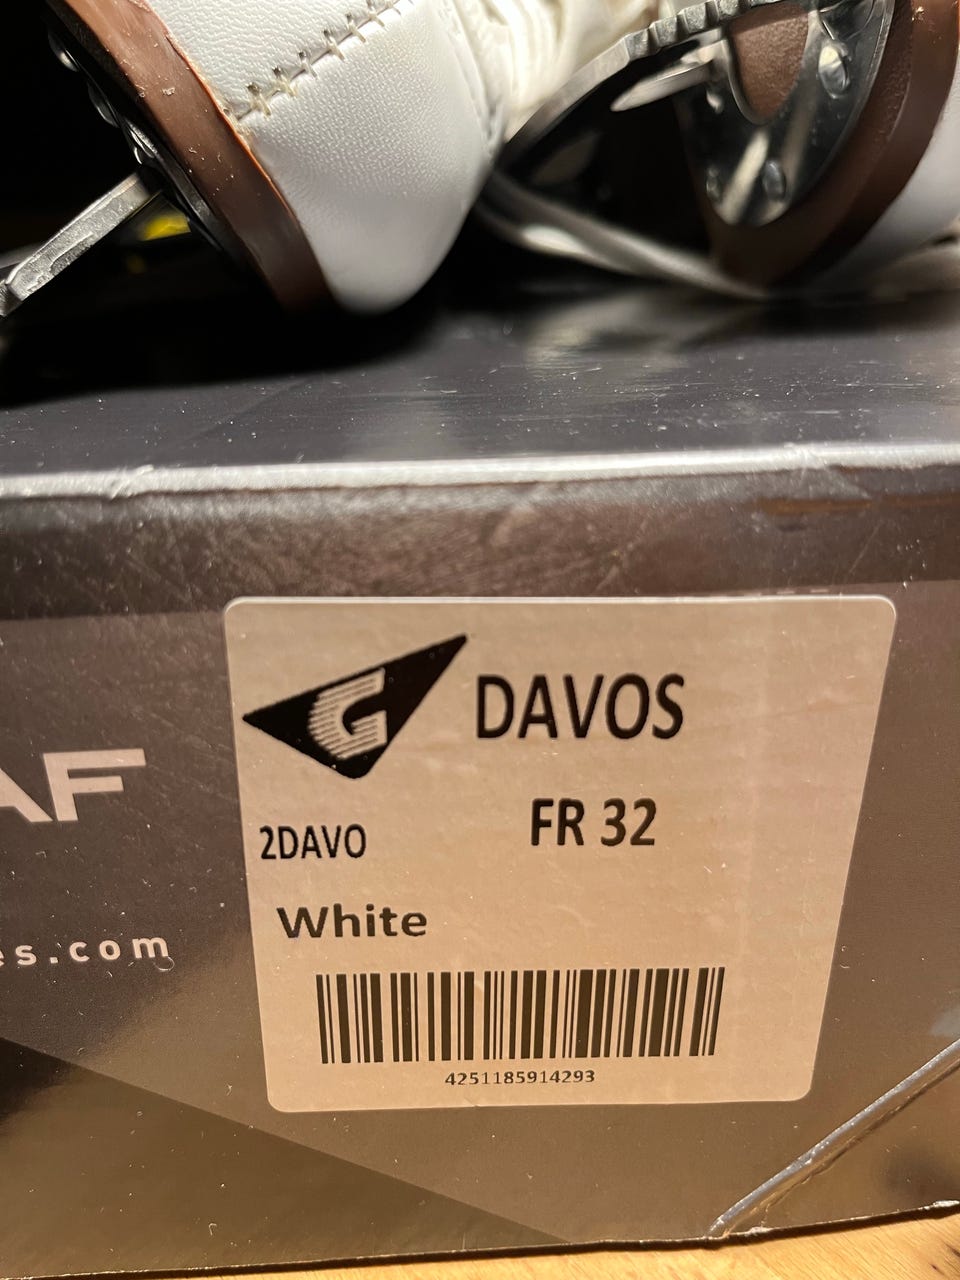 G
DAVOS
FR 32
2DAVO
White
4251185914293
AF
es.com